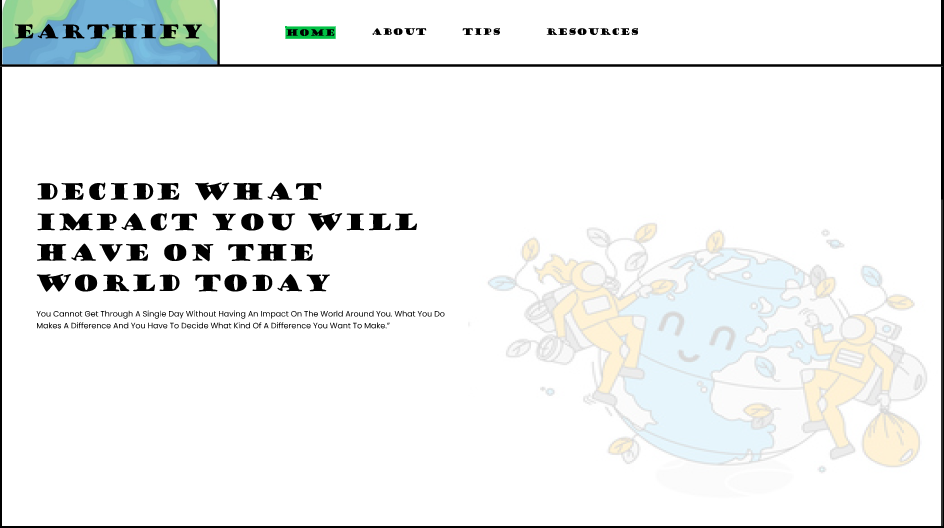 EARTHIFY
HOME ABOUT TIPS RESOURCES
DECIDE WHAT
IMPACT YOU WILL
HAVE ON THE
WORLD TODAY
You Cannot Get Through A Single Day Without Having An Impact On The World Around You. What You Do
Makes A Difference And You Have To Decide What Kind Of A Difference You Want To Make."